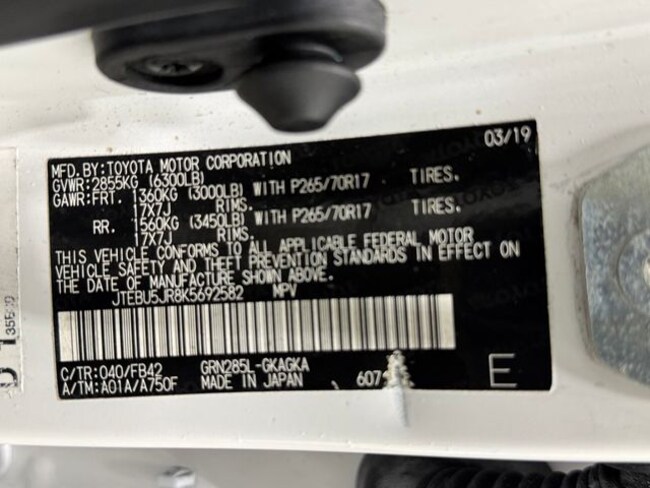 03/19
MFD. BY: TOYOTA MOTOR CORPORATION
GVWR: 2855KG (6300LB)
GAWR: FRT. 1360KG (3000LB) WITH P265/70R17 TIRES.
17X7J RIMS.
RR. 1560KG (3450LB) WITH P265/70R17 TIRES.
17X7J RIMS.
THIS VEHICLE CONFORMS TO ALL APPLICABLE FEDERAL MOTOR
VEHICLE SAFETY AND THEFT PREVENTION STANDARDS IN EFFECT ON
THE DATE OF MANUFACTURE SHOWN ABOVE.
JTEBU5JR8K5692582 MPV
C/TR: 040/FB42 GRN285L-GKAGKA
A/TM: A01A/A750F MADE IN JAPAN
E